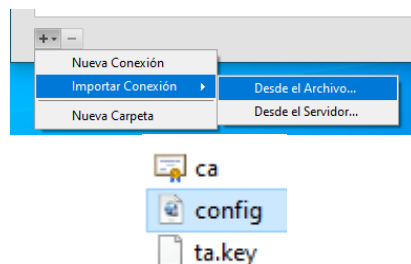 Nueva Conexión
Importar Conexión
Desde el Archivo...
Nueva Carpeta
Desde el Servidor...
ca
config
ta.key